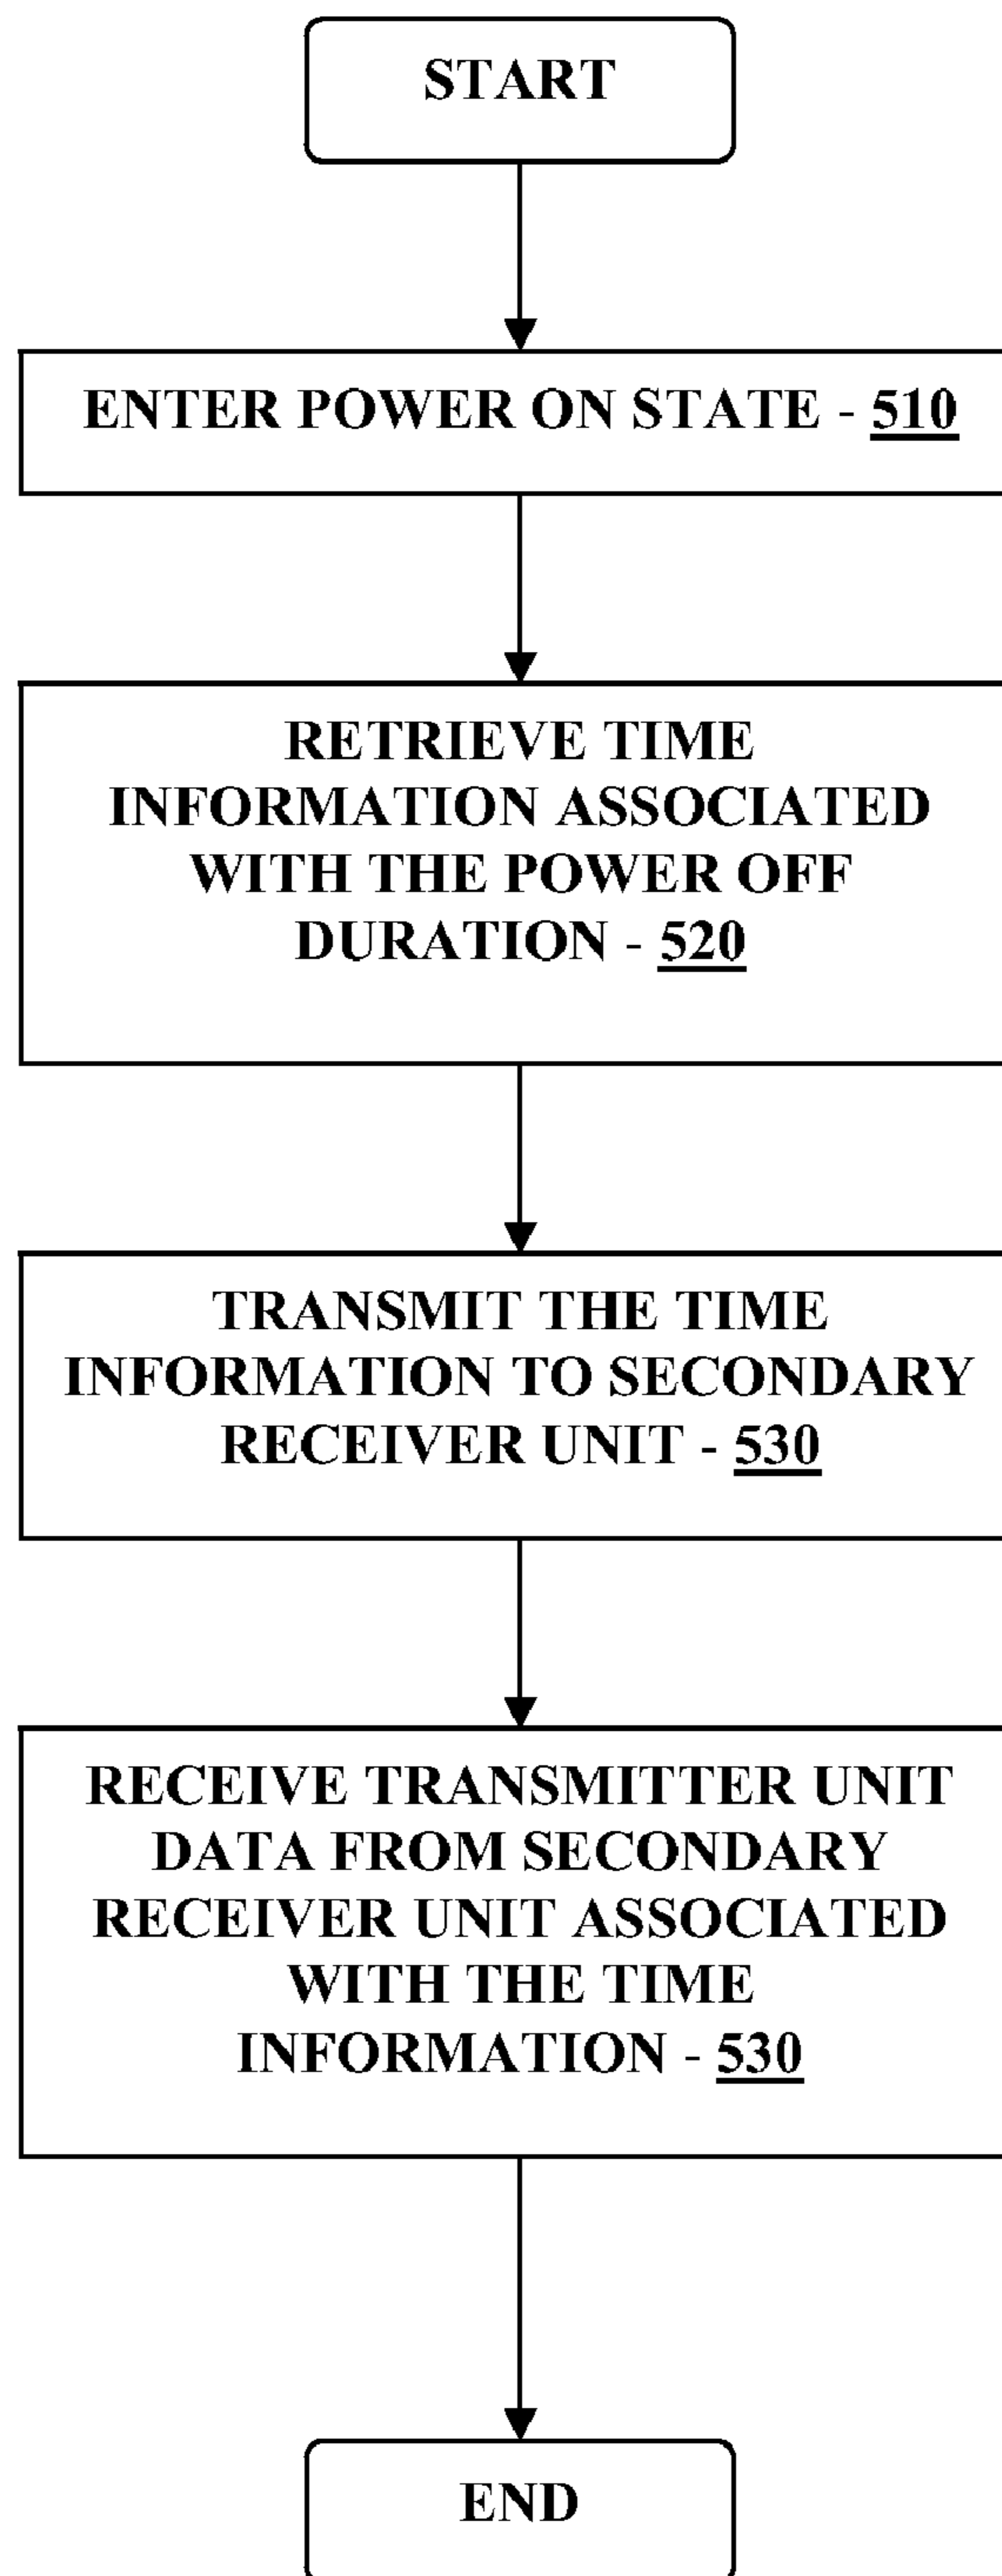 START
ENTER POWER ON STATE - 510
RETRIEVE TIME
INFORMATION ASSOCIATED
WITH THE POWER OFF
DURATION - 520
TRANSMIT THE TIME
INFORMATION TO SECONDARY
RECEIVER UNIT - 530
RECEIVE TRANSMITTER UNIT
DATA FROM SECONDARY
RECEIVER UNIT ASSOCIATED
WITH THE TIME
INFORMATION - 530
END